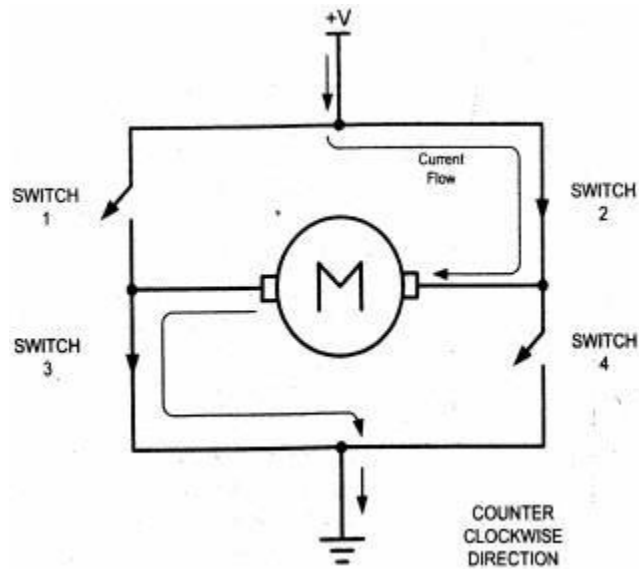 +V
Current
Flow
SWITCH
1
SWITCH
2
M
SWITCH
3
SWITCH
4
COUNTER
CLOCKWISE
DIRECTION